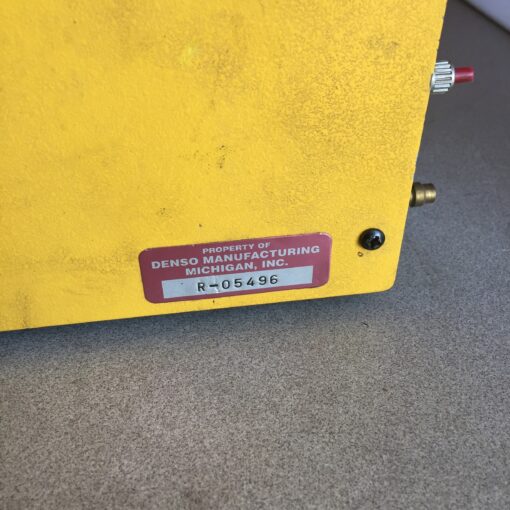 PROPERTY OF
DENSO MANUFACTURING
MICHIGAN, INC.
R-05496